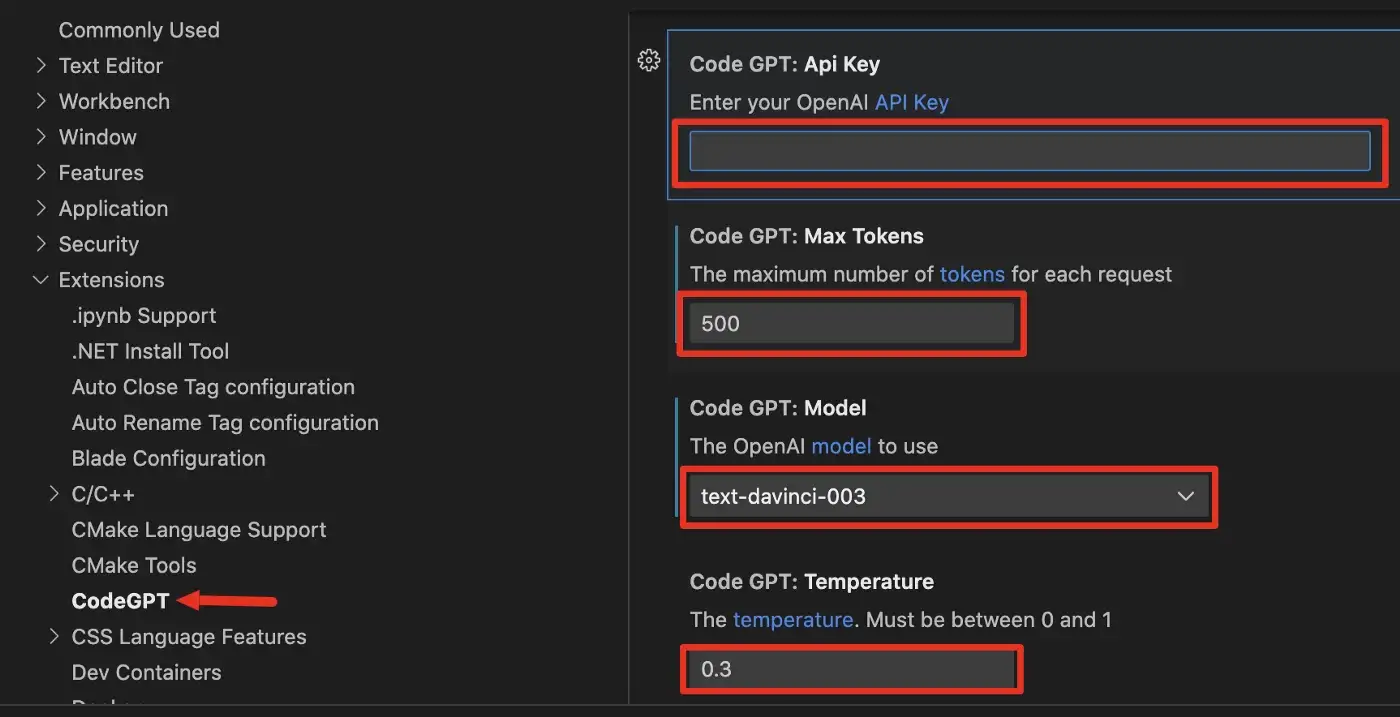 Commonly Used
Text Editor
Workbench
Window
Features
Application
Security
Extensions
.ipynb Support
.NET Install Tool
Auto Close Tag configuration
Auto Rename Tag configuration
Blade Configuration
C/C++
CMake Language Support
CMake Tools
CodeGPT
CSS Language Features
Dev Containers
Code GPT: Api Key
Enter your OpenAI API Key
Code GPT: Max Tokens
The maximum number of tokens for each request
500
Code GPT: Model
The OpenAI model to use
text-davinci-003
Code GPT: Temperature
The temperature. Must be between 0 and 1
0.3